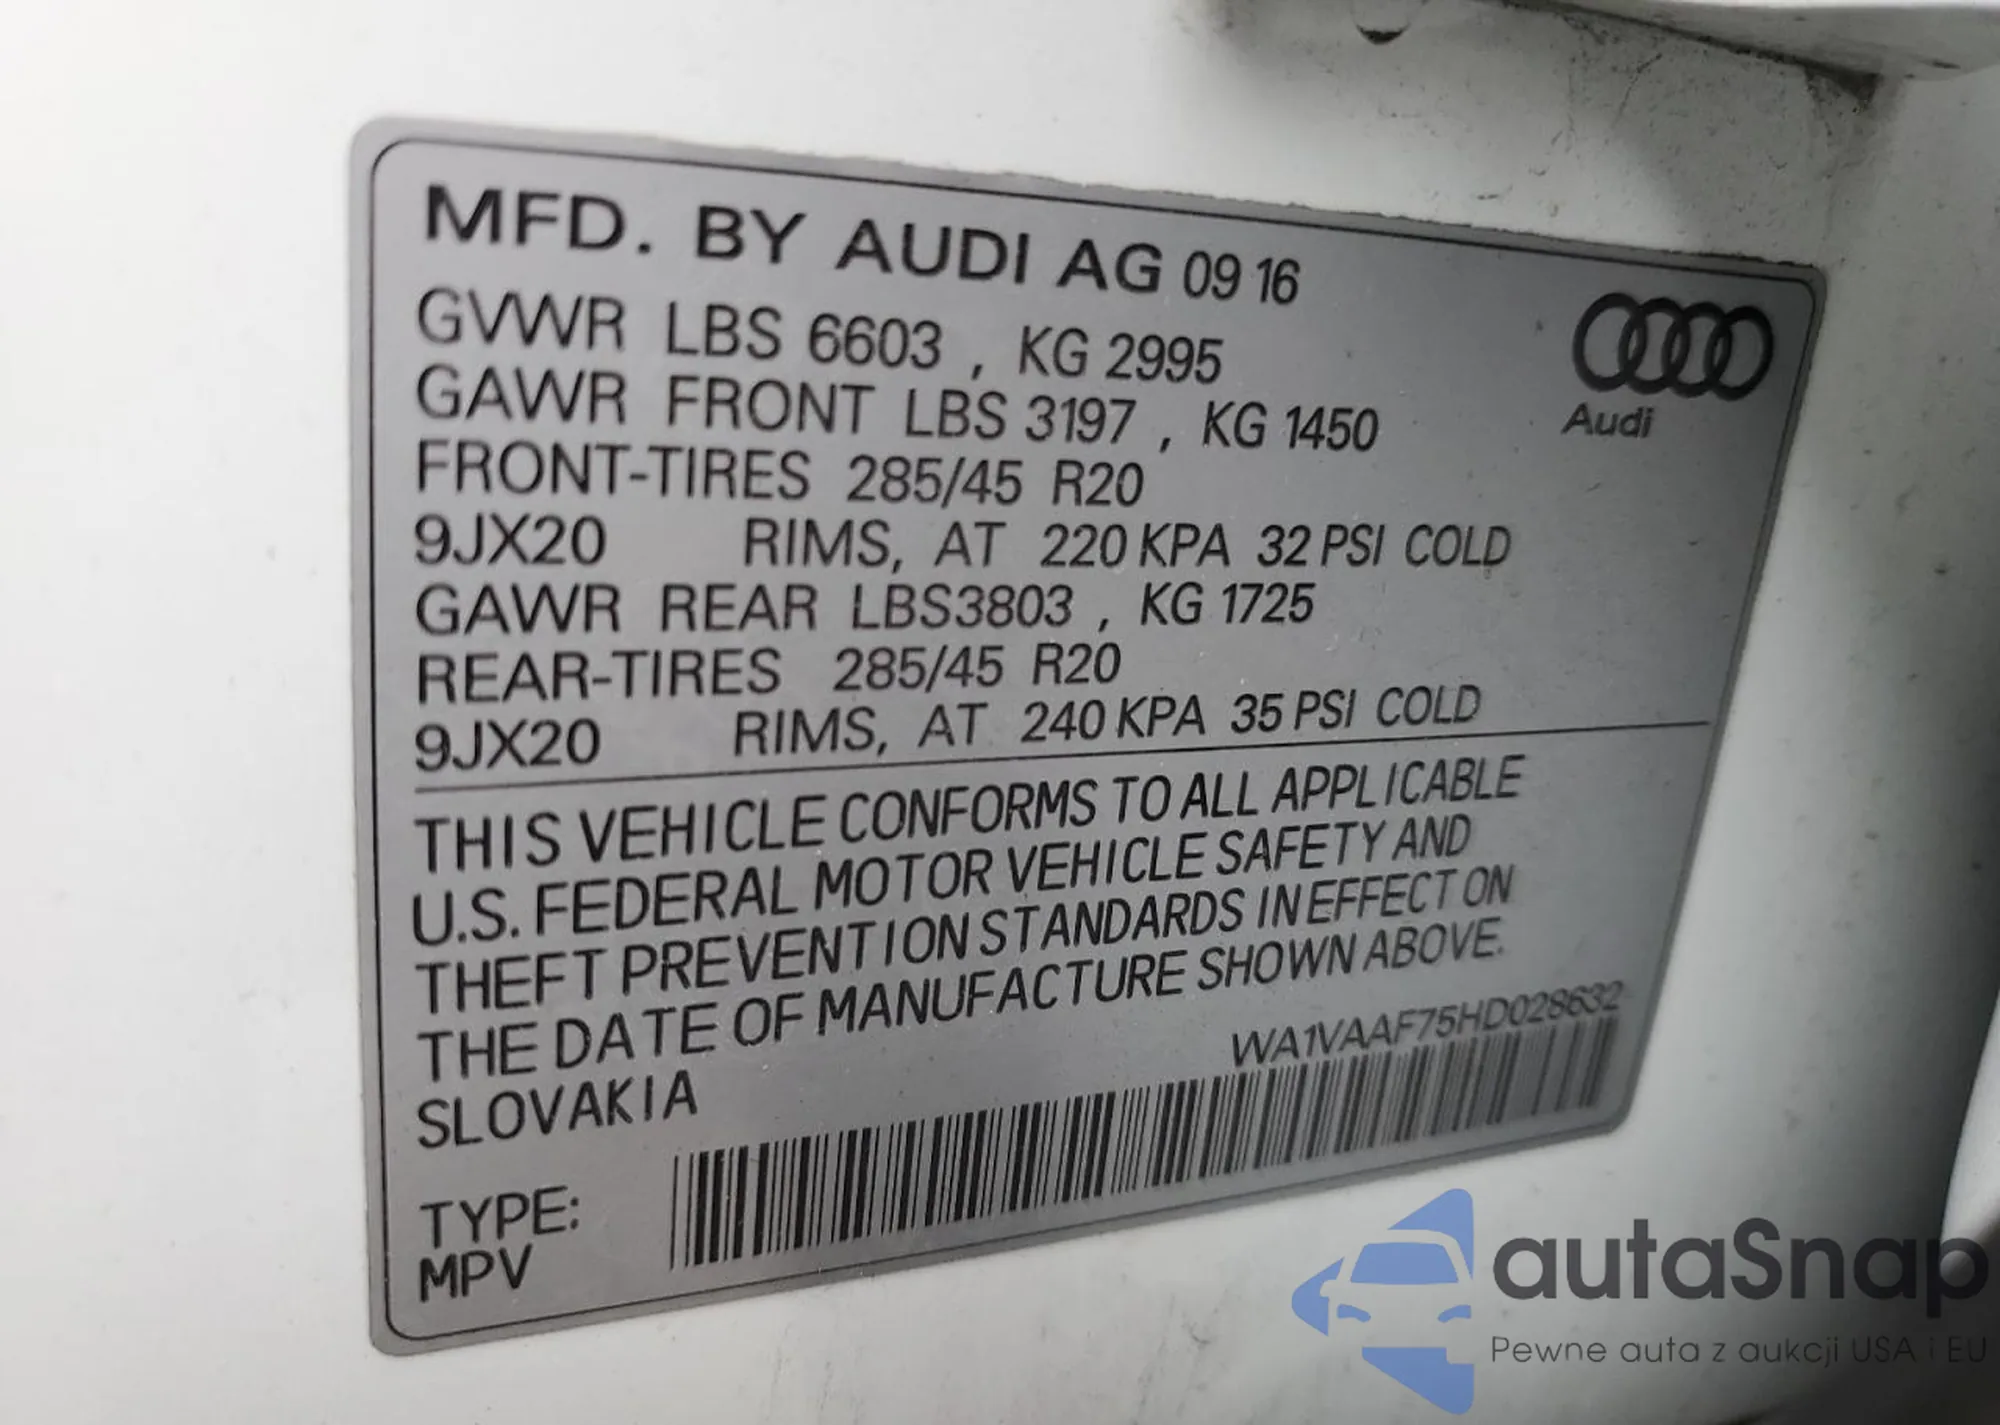 MFD. BY AUDI AG 09 16
GVWR LBS 6603 , KG 2995
GAWR FRONT LBS 3197 , KG 1450
FRONT-TIRES 285/45 R20
9JX20 RIMS, AT 220 KPA 32 PSI COLD
GAWR REAR LBS3803 , KG 1725
REAR-TIRES 285/45 R20
9JX20 RIMS, AT 240 KPA 35 PSI COLD
Audi
THIS VEHICLE CONFORMS TO ALL APPLICABLE
U.S. FEDERAL MOTOR VEHICLE SAFETY AND
THEFT PREVENTION STANDARDS IN EFFECT ON
THE DATE OF MANUFACTURE SHOWN ABOVE.
SLOVAKIA
WA1VAAF75HD028632
TYPE:
MPV
autaSnap
Pewne auta z aukcji USA i EU